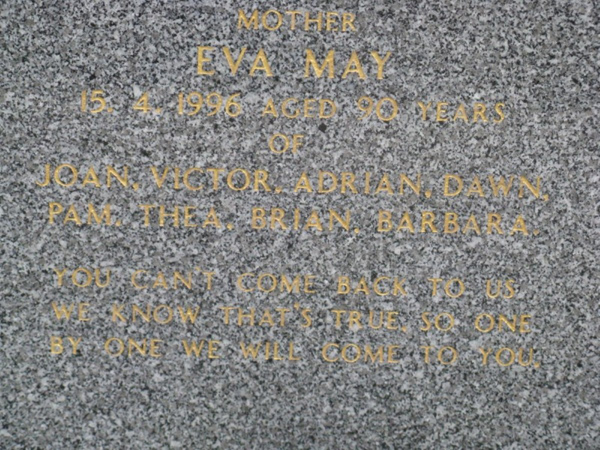 MOTHER
EVA MAY
15. 4. 1996 AGED 90 YEARS
OF
JOAN, VICTOR, ADRIAN, DAWN,
PAM, THEA, BRIAN, BARBARA.
YOU CAN'T COME BACK TO US
WE KNOW THAT'S TRUE, SO ONE
BY ONE WE WILL COME TO YOU.